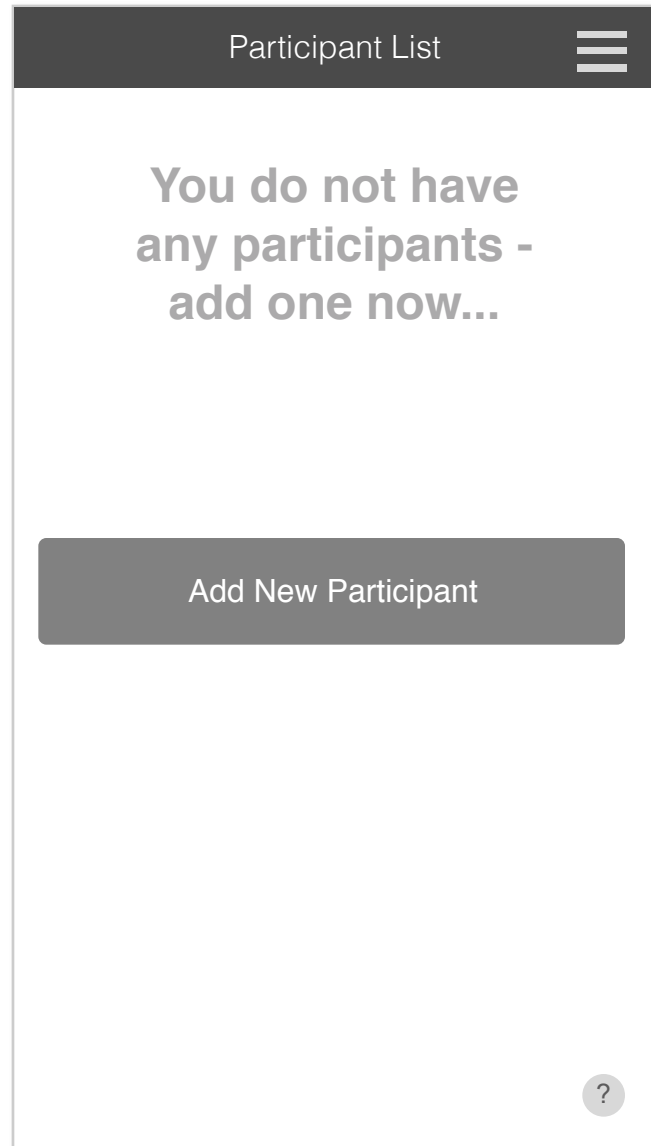 Participant List
You do not have
any participants -
add one now...
Add New Participant
?